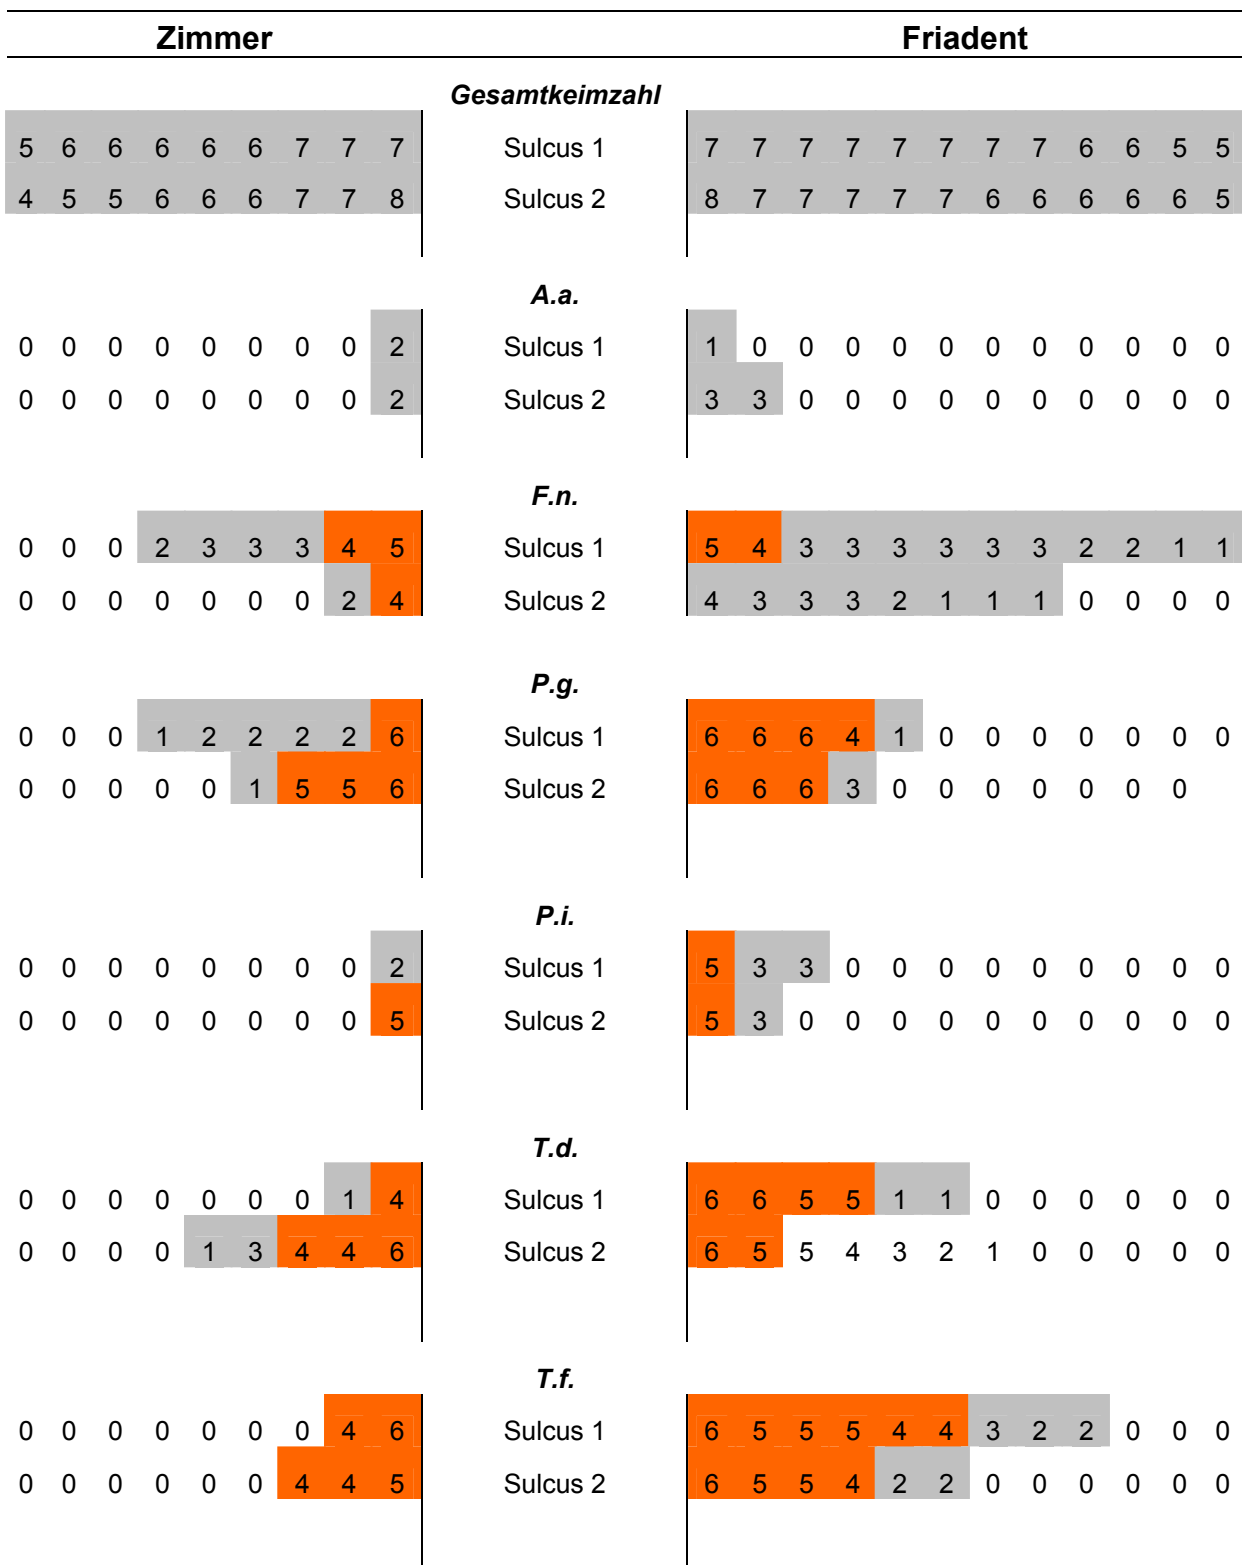 Zimmer Friadent
Gesamtkeimzahl
5 6 6 6 6 6 7 7 7 Sulcus 1 7 7 7 7 7 7 7 7 6 6 5 5
4 5 5 6 6 6 7 7 8 Sulcus 2 8 7 7 7 7 7 6 6 6 6 6 5
A.a.
0 0 0 0 0 0 0 0 2 Sulcus 1 1 0 0 0 0 0 0 0 0 0 0 0
0 0 0 0 0 0 0 0 2 Sulcus 2 3 3 0 0 0 0 0 0 0 0 0 0
F.n.
0 0 0 2 3 3 3 4 5 Sulcus 1 5 4 3 3 3 3 3 3 2 2 1 1
0 0 0 0 0 0 0 2 4 Sulcus 2 4 3 3 3 2 1 1 1 0 0 0 0
P.g.
0 0 0 1 2 2 2 2 6 Sulcus 1 6 6 6 4 1 0 0 0 0 0 0 0
0 0 0 0 0 1 5 5 6 Sulcus 2 6 6 6 3 0 0 0 0 0 0 0
P.i.
0 0 0 0 0 0 0 0 2 Sulcus 1 5 3 3 0 0 0 0 0 0 0 0 0
0 0 0 0 0 0 0 0 5 Sulcus 2 5 3 0 0 0 0 0 0 0 0 0 0
T.d.
0 0 0 0 0 0 0 1 4 Sulcus 1 6 6 5 5 1 1 0 0 0 0 0 0
0 0 0 0 1 3 4 4 6 Sulcus 2 6 5 5 4 3 2 1 0 0 0 0 0
T.f.
0 0 0 0 0 0 0 4 6 Sulcus 1 6 5 5 5 4 4 3 2 2 0 0 0
0 0 0 0 0 0 4 4 5 Sulcus 2 6 5 5 4 2 2 0 0 0 0 0 0